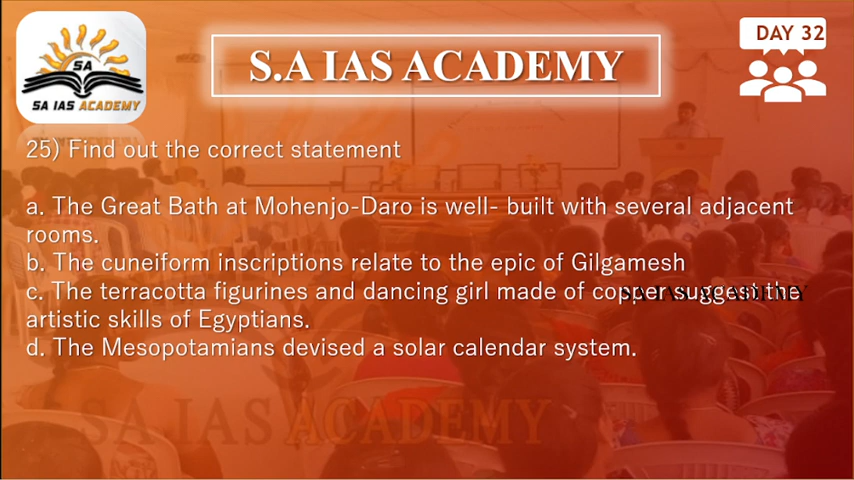 DAY 32
S.A IAS ACADEMY
SA
SA IAS ACADEMY
25) Find out the correct statement
a. The Great Bath at Mohenjo-Daro is well- built with several adjacent
rooms.
b. The cuneiform inscriptions relate to the epic of Gilgamesh
c. The terracotta figurines and dancing girl made of copper suggest the
artistic skills of Egyptians.
d. The Mesopotamians devised a solar calendar system.
SA IAS ACADEMY
SA IAS ACADEMY